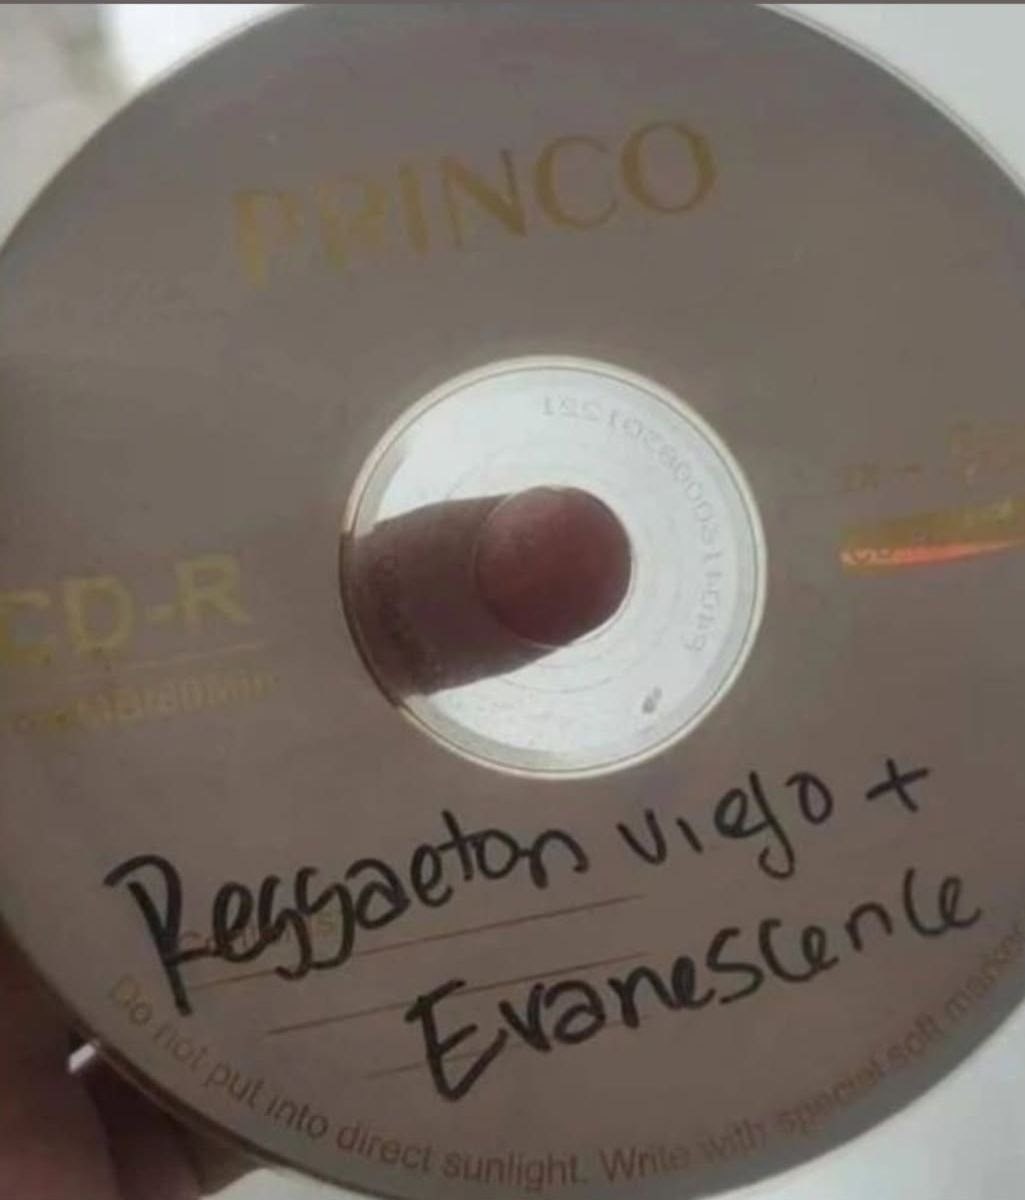 PRINCO
CD-R
Reggaeton viejo +
Evanescence
Do not put into direct sunlight. Write with special soft marker